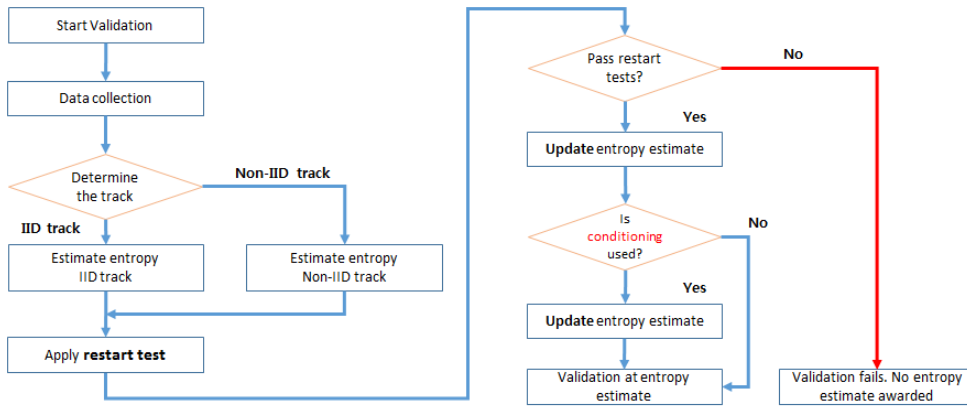 Start Validation
Data collection
Determine
the track
Non-IID track
IID track
Estimate entropy
IID track
Estimate entropy
Non-IID track
Apply restart test
Pass restart
tests?
No
Yes
Update entropy estimate
Is
conditioning
used?
No
Yes
Update entropy estimate
Validation at entropy
estimate
Validation fails. No entropy
estimate awarded